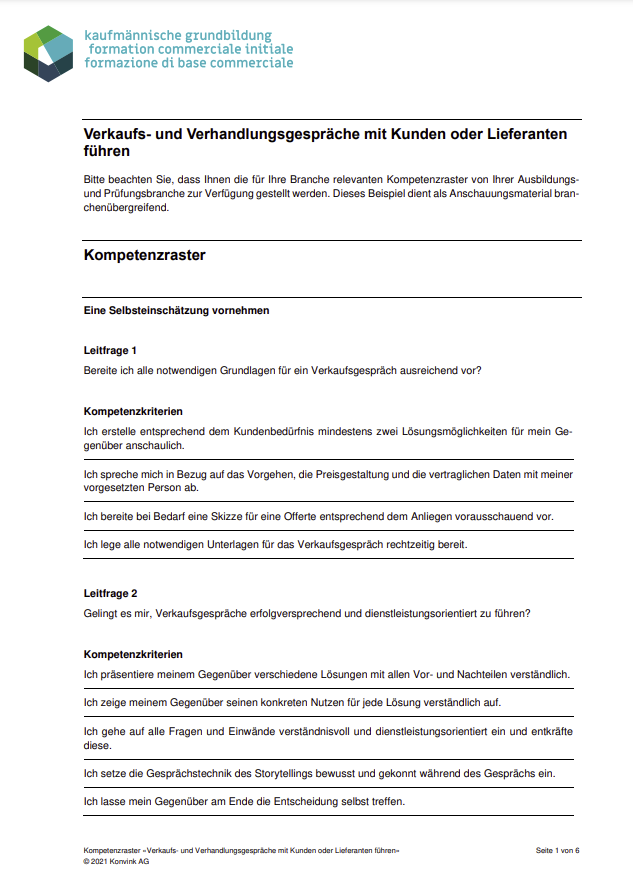 kaufmännische grundbildung
formation commerciale initiale
formazione di base commerciale
Verkaufs- und Verhandlungsgespräche mit Kunden oder Lieferanten
führen
Bitte beachten Sie, dass Ihnen die für Ihre Branche relevanten Kompetenzraster von Ihrer Ausbildungs-
und Prüfungsbranche zur Verfügung gestellt werden. Dieses Beispiel dient als Anschauungsmaterial bran-
chenübergreifend.
Kompetenzraster
Eine Selbsteinschätzung vornehmen
Leitfrage 1
Bereite ich alle notwendigen Grundlagen für ein Verkaufsgespräch ausreichend vor?
Kompetenzkriterien
Ich erstelle entsprechend dem Kundenbedürfnis mindestens zwei Lösungsmöglichkeiten für mein Ge-
genüber anschaulich.
Ich spreche mich in Bezug auf das Vorgehen, die Preisgestaltung und die vertraglichen Daten mit meiner
vorgesetzten Person ab.
Ich bereite bei Bedarf eine Skizze für eine Offerte entsprechend dem Anliegen vorausschauend vor.
Ich lege alle notwendigen Unterlagen für das Verkaufsgespräch rechtzeitig bereit.
Leitfrage 2
Gelingt es mir, Verkaufsgespräche erfolgversprechend und dienstleistungsorientiert zu führen?
Kompetenzkriterien
Ich präsentiere meinem Gegenüber verschiedene Lösungen mit allen Vor- und Nachteilen verständlich.
Ich zeige meinem Gegenüber seinen konkreten Nutzen für jede Lösung verständlich auf.
Ich gehe auf alle Fragen und Einwände verständnisvoll und dienstleistungsorientiert ein und entkräfte
diese.
Ich setze die Gesprächstechnik des Storytellings bewusst und gekonnt während des Gesprächs ein.
Ich lasse mein Gegenüber am Ende die Entscheidung selbst treffen.
Kompetenzraster «Verkaufs- und Verhandlungsgespräche mit Kunden oder Lieferanten führen» Seite 1 von 6
© 2021 Konvink AG